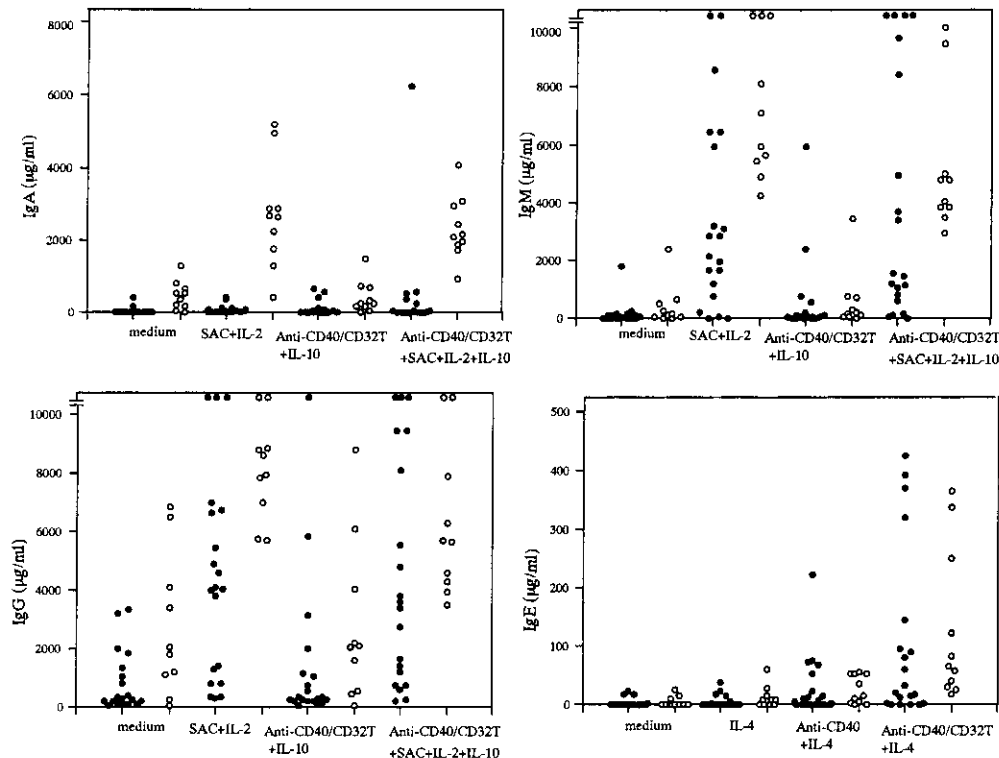 8000
6000
4000
2000
0
IgA (μg/ml)
medium SAC+IL-2 Anti-CD40/CD32T Anti-CD40/CD32T
+IL-10 +SAC+IL-2+IL-10
10000
8000
6000
4000
2000
0
IgM (μg/ml)
medium SAC+IL-2 Anti-CD40/CD32T Anti-CD40/CD32T
+IL-10 +SAC+IL-2+IL-10
10000
8000
6000
4000
2000
0
IgG (μg/ml)
medium SAC+IL-2 Anti-CD40/CD32T Anti-CD40/CD32T
+IL-10 +SAC+IL-2+IL-10
500
400
300
200
100
0
IgE (μg/ml)
medium IL-4 Anti-CD40 Anti-CD40/CD32T
+IL-4 +IL-4